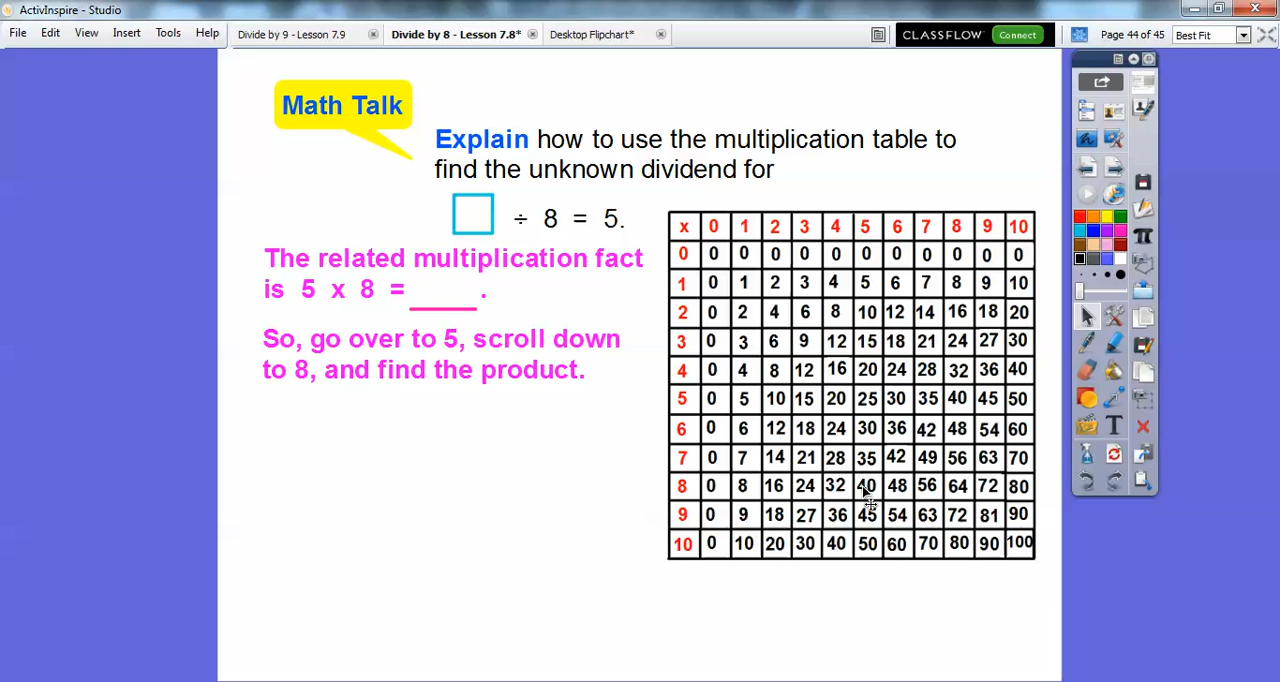 ActivInspire - Studio
File Edit View Insert Tools Help
Divide by 9 - Lesson 7.9
Divide by 8 - Lesson 7.8*
Desktop Flipchart*
CLASSFLOW Connect
Page 44 of 45
Best Fit
Math Talk
Explain how to use the multiplication table to
find the unknown dividend for
÷ 8 = 5.
The related multiplication fact
is 5 x 8 = _____.
So, go over to 5, scroll down
to 8, and find the product.
x 0 1 2 3 4 5 6 7 8 9 10
0 0 0 0 0 0 0 0 0 0 0 0
1 0 1 2 3 4 5 6 7 8 9 10
2 0 2 4 6 8 10 12 14 16 18 20
3 0 3 6 9 12 15 18 21 24 27 30
4 0 4 8 12 16 20 24 28 32 36 40
5 0 5 10 15 20 25 30 35 40 45 50
6 0 6 12 18 24 30 36 42 48 54 60
7 0 7 14 21 28 35 42 49 56 63 70
8 0 8 16 24 32 40 48 56 64 72 80
9 0 9 18 27 36 45 54 63 72 81 90
10 0 10 20 30 40 50 60 70 80 90 100